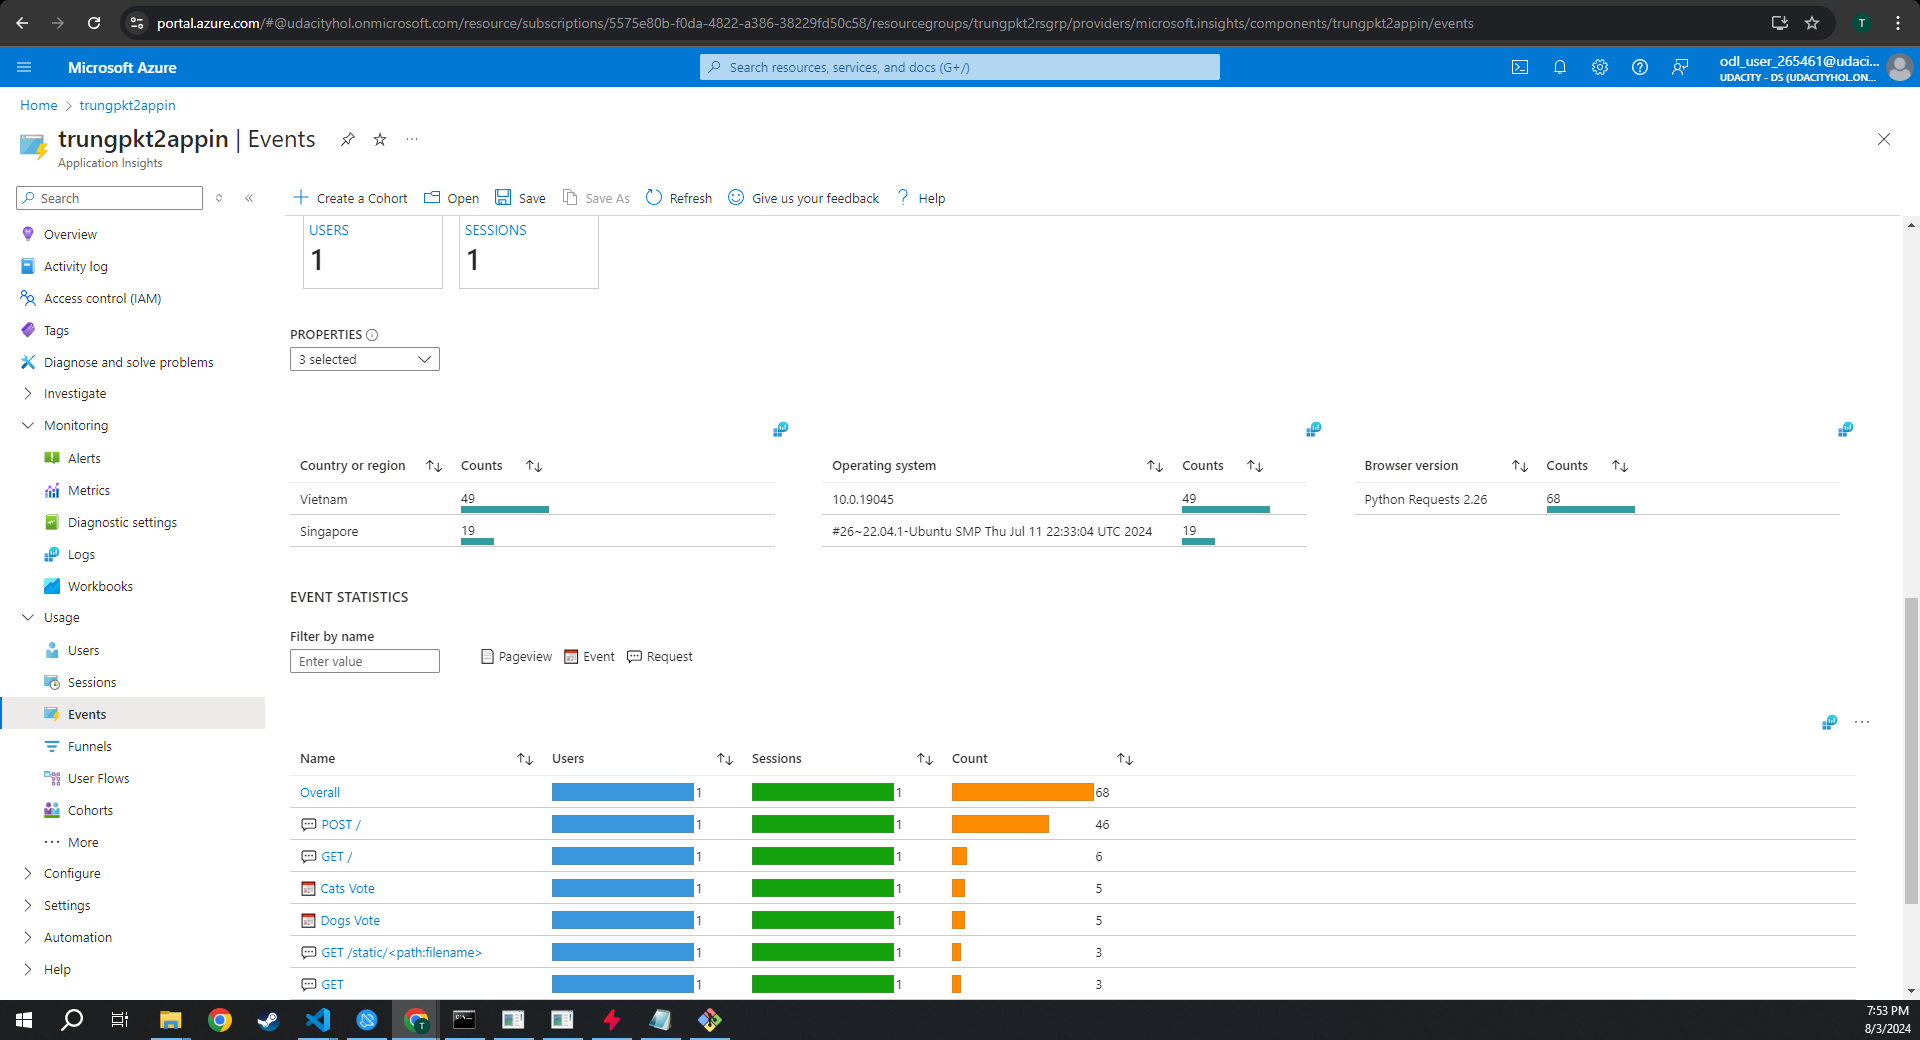 portal.azure.com/#@udacityhol.onmicrosoft.com/resource/subscriptions/5575e80b-f0da-4822-a386-38229fd50c58/resourcegroups/trungpkt2rsgrp/providers/microsoft.insights/components/trungpkt2appin/events
T
Microsoft Azure
Search resources, services, and docs (G+/)
odl_user_265461@udaci...
UDACITY - DS (UDACITYHOL.ON...
Home > trungpkt2appin
trungpkt2appin | Events
Application Insights
Search
Create a Cohort Open Save Save As Refresh Give us your feedback Help
Overview
Activity log
Access control (IAM)
Tags
Diagnose and solve problems
Investigate
Monitoring
Alerts
Metrics
Diagnostic settings
Logs
Workbooks
Usage
Users
Sessions
Events
Funnels
User Flows
Cohorts
More
Configure
Settings
Automation
Help
USERS SESSIONS
1 1
PROPERTIES
3 selected
Country or region Counts
Vietnam 49
Singapore 19
Operating system Counts
10.0.19045 49
#26~22.04.1-Ubuntu SMP Thu Jul 11 22:33:04 UTC 2024 19
Browser version Counts
Python Requests 2.26 68
EVENT STATISTICS
Filter by name
Enter value
Pageview Event Request
Name Users Sessions Count
Overall 1 1 68
POST / 1 1 46
GET / 1 1 6
Cats Vote 1 1 5
Dogs Vote 1 1 5
GET /static/<path:filename> 1 1 3
GET 1 1 3
7:53 PM
8/3/2024